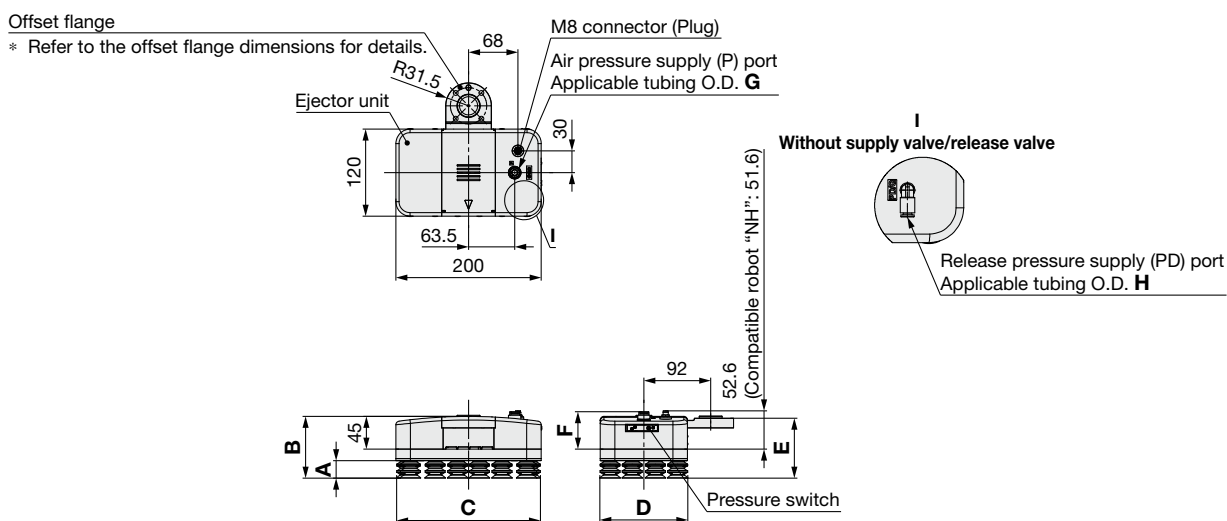 Offset flange
* Refer to the offset flange dimensions for details.
68
M8 connector (Plug)
Air pressure supply (P) port
Applicable tubing O.D. G
R31.5
Ejector unit
30
120
63.5
I
200
I
Without supply valve/release valve
Release pressure supply (PD) port
Applicable tubing O.D. H
92
52.6
(Compatible robot “NH”: 51.6)
B
A
45
F
E
C
D
Pressure switch